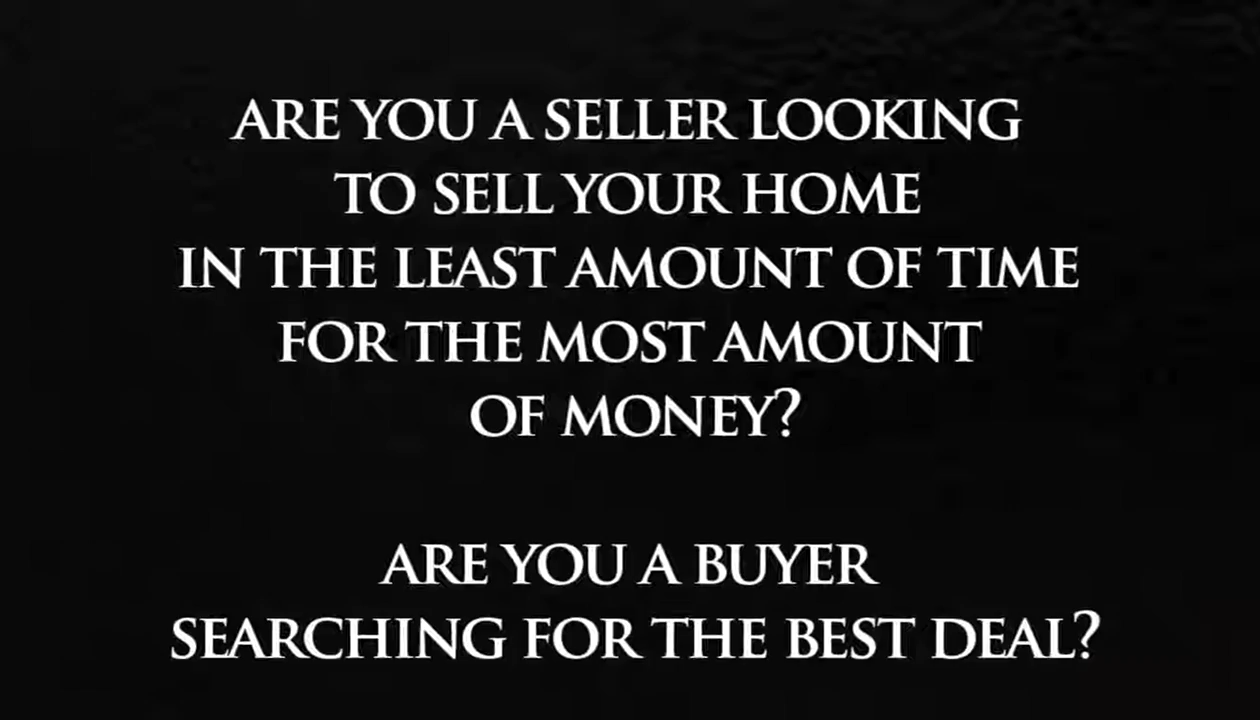 ARE YOU A SELLER LOOKING
TO SELL YOUR HOME
IN THE LEAST AMOUNT OF TIME
FOR THE MOST AMOUNT
OF MONEY?
ARE YOU A BUYER
SEARCHING FOR THE BEST DEAL?